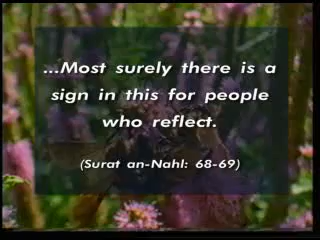 ...Most surely there is a
sign in this for people
who reflect.
(Surat an-Nahl: 68-69)